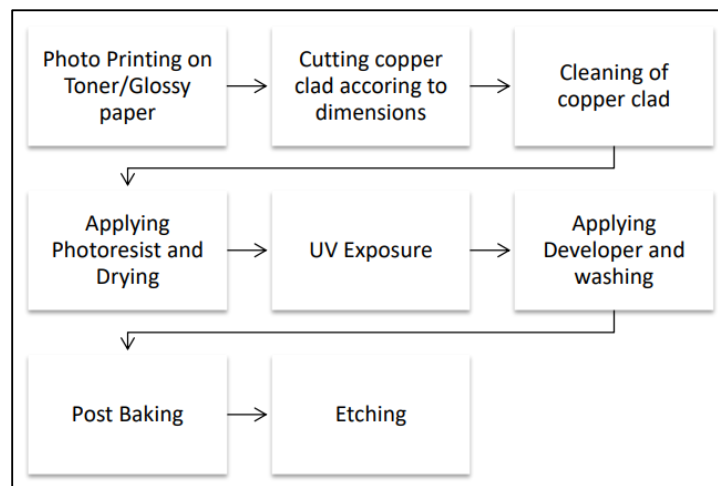 Photo Printing on
Toner/Glossy
paper
Cutting copper
clad accoring to
dimensions
Cleaning of
copper clad
Applying
Photoresist and
Drying
UV Exposure
Applying
Developer and
washing
Post Baking
Etching